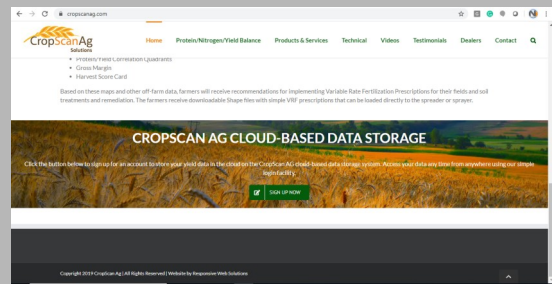 cropscanag.com
CropScanAg
Solutions
Home Protein/Nitrogen/Yield Balance Products & Services Technical Videos Testimonials Dealers Contact
• Protein/Yield Correlation Quadrants
• Gross Margin
• Harvest Score Card
Based on these maps and other off-farm data, farmers will receive recommendations for implementing Variable Rate Fertilization Prescriptions for their fields and soil
treatments and remediation. The farmers receive downloadable Shape files with simple VRF prescriptions that can be loaded directly to the spreader or sprayer.
CROPSCAN AG CLOUD-BASED DATA STORAGE
Click the button below to sign up for an account to store your yield data in the cloud on the CropScan AG cloud-based data storage system. Access your data any time from anywhere using our simple
login facility.
SIGN UP NOW
Copyright 2019 CropScan Ag | All Rights Reserved | Website by Responsive Web Solutions